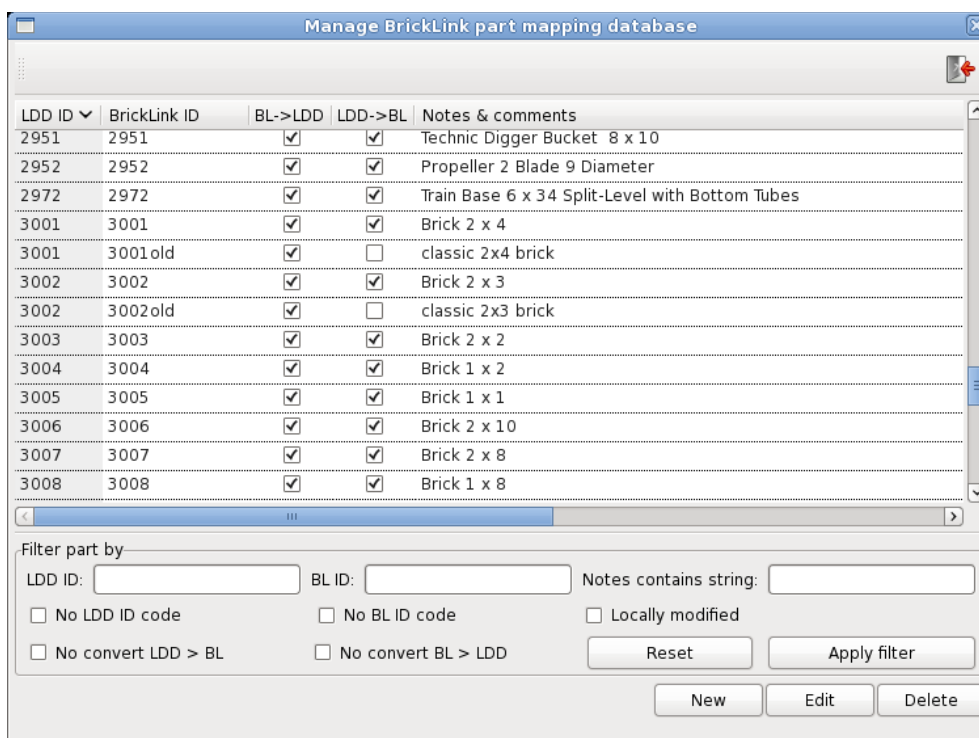 Manage BrickLink part mapping database
LDD ID BrickLink ID BL->LDD LDD->BL Notes & comments
2951 2951 Technic Digger Bucket  8 x 10
2952 2952 Propeller 2 Blade 9 Diameter
2972 2972 Train Base 6 x 34 Split-Level with Bottom Tubes
3001 3001 Brick 2 x 4
3001 3001old classic 2x4 brick
3002 3002 Brick 2 x 3
3002 3002old classic 2x3 brick
3003 3003 Brick 2 x 2
3004 3004 Brick 1 x 2
3005 3005 Brick 1 x 1
3006 3006 Brick 2 x 10
3007 3007 Brick 2 x 8
3008 3008 Brick 1 x 8
Filter part by
LDD ID: BL ID: Notes contains string:
No LDD ID code No BL ID code Locally modified
No convert LDD > BL No convert BL > LDD Reset Apply filter
New Edit Delete